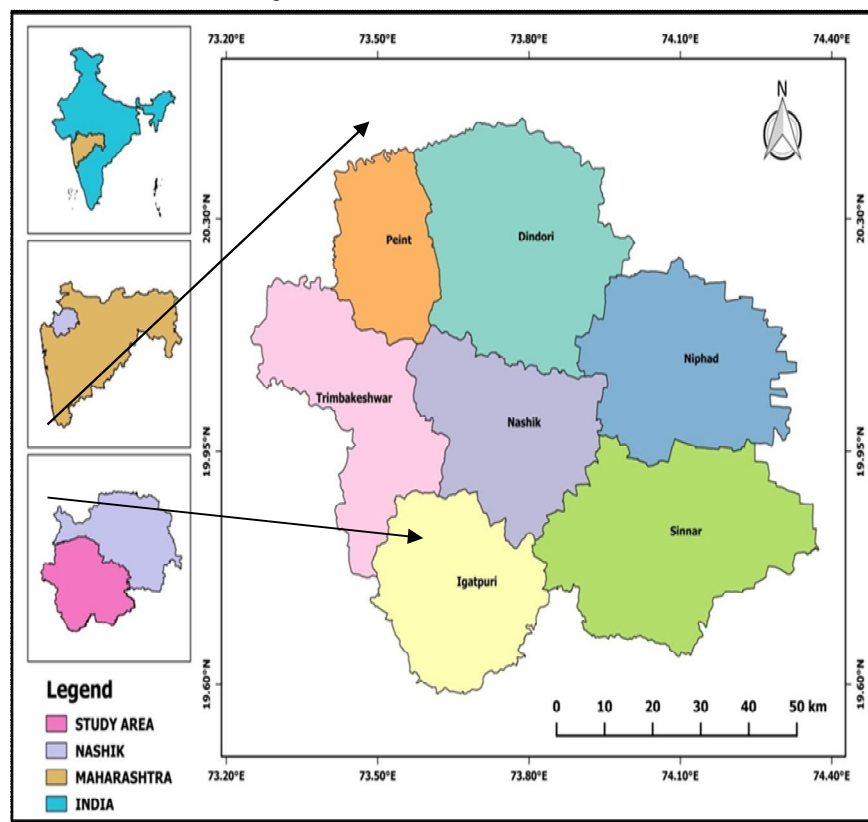 73.20°E 73.50°E 73.80°E 74.10°E 74.40°E
N
20.30°N 20.30°N
Peint
Dindori
Niphad
Trimbakeshwar
Nashik
19.95°N 19.95°N
Sinnar
Igatpuri
19.60°N 19.60°N
Legend
STUDY AREA
NASHIK
MAHARASHTRA
INDIA
0 10 20 30 40 50 km
73.20°E 73.50°E 73.80°E 74.10°E 74.40°E